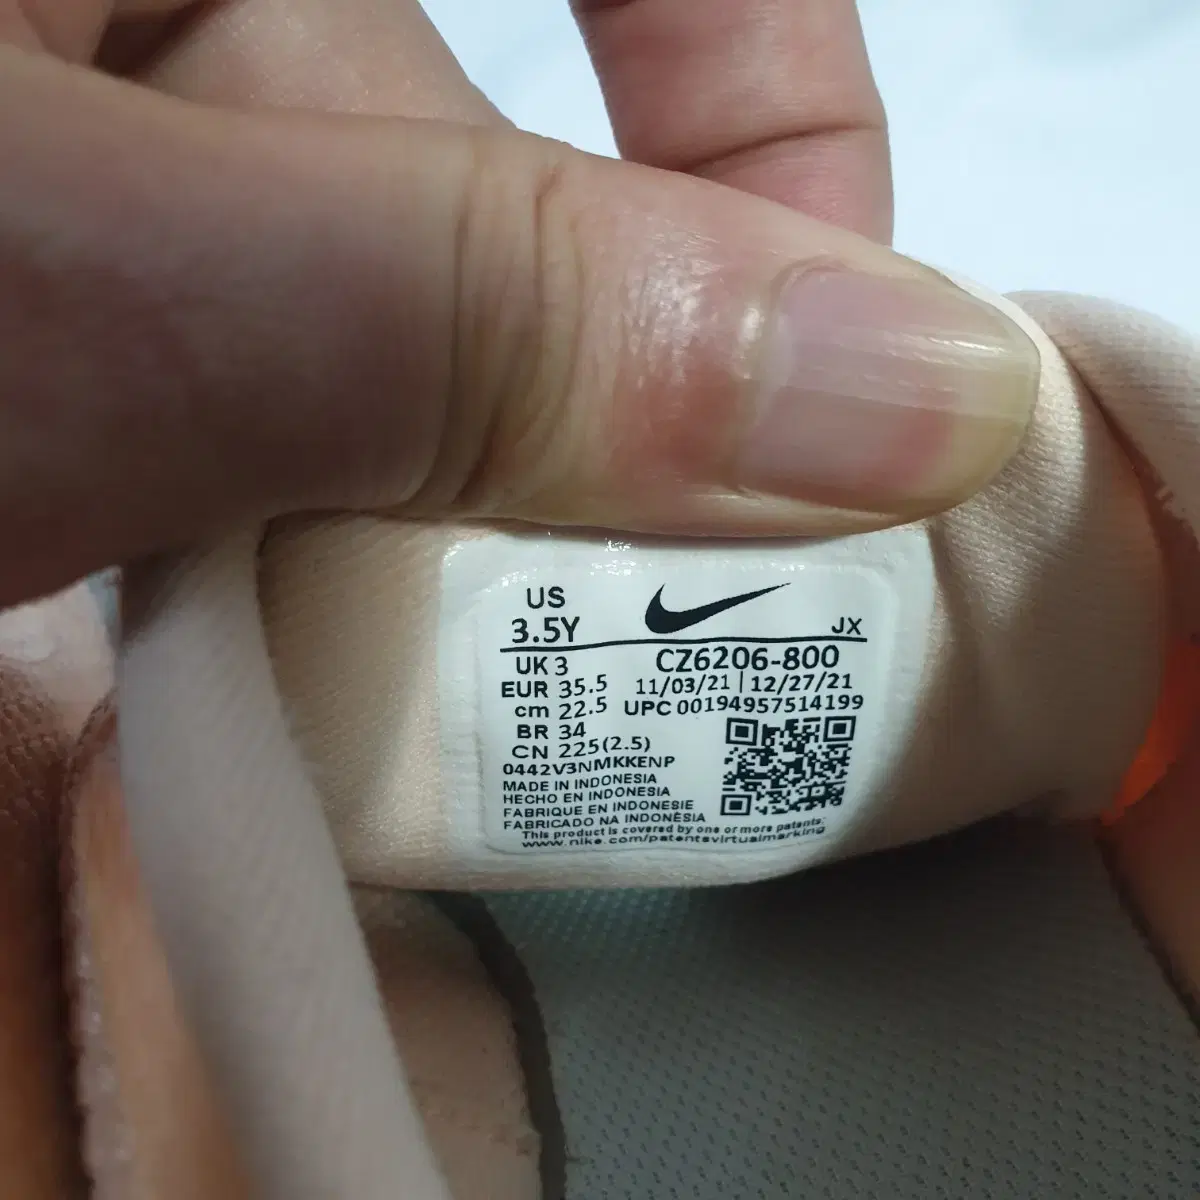 US
3.5Y
JX
UK 3
CZ6206-800
EUR 35.5
11/03/21 | 12/27/21
cm 22.5
UPC 00194957514199
BR 34
CN 225(2.5)
0442V3NMKKENP
MADE IN INDONESIA
HECHO EN INDONESIA
FABRIQUE EN INDONESIE
FABRICADO NA INDONÉSIA
This product is covered by one or more patents:
www.nike.com/patentsvirtualmarking